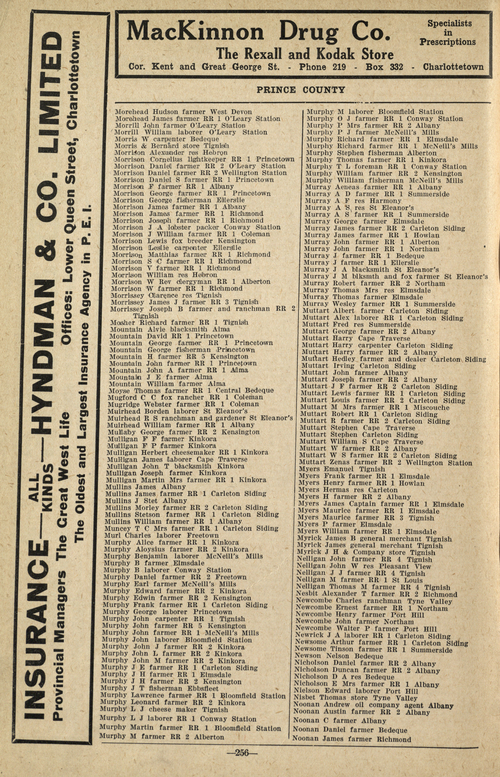 MacKinnon Drug Co.
The Rexall and Kodak Store
Specialists
in
Prescriptions
Cor. Kent and Great George St. - Phone 219 - Box 332 - Charlottetown
INSURANCE—ALL KINDS—HYNDMAN & CO. LIMITED
Provincial Managers The Great West Life Offices: Lower Queen Street, Charlottetown
The Oldest and Largest Insurance Agency in P. E. I.
PRINCE COUNTY
Morehead Hudson farmer West Devon
Morehead James farmer RR 1 O'Leary Station
Morrill John farmer O'Leary Station
Morrill William laborer O'Leary Station
Morris W carpenter Bedeque
Morris & Bernard store Tignish
Morrison Alexander res Hebron
Morrison Cornelius lightkeeper RR 1 Princetown
Morrison Daniel farmer RR 2 O'Leary Station
Morrison Daniel farmer RR 2 Wellington Station
Morrison Daniel S farmer RR 1 Princetown
Morrison F farmer RR 1 Albany
Morrison George farmer RR 1 Princetown
Morrison George fisherman Ellerslie
Morrison James farmer RR 1 Albany
Morrison James farmer RR 1 Richmond
Morrison Joseph farmer RR 1 Richmond
Morrison J A lobster packer Conway Station
Morrison J William farmer RR 1 Coleman
Morrison Lewis fox breeder Kensington
Morrison Leslie carpenter Ellerslie
Morrison Matthias farmer RR 1 Richmond
Morrison S C farmer RR 1 Richmond
Morrison V farmer RR 1 Richmond
Morrison William res Hebron
Morrison W Rev clergyman RR 1 Alberton
Morrison W farmer RR 1 Richmond
Morrissey Clarence res Tignish
Morrissey James J farmer RR 3 Tignish
Morrissey Joseph B farmer and ranchman RR 2
Tignish
Mosher Richard farmer RR 1 Tignish
Mountain Alvie blacksmith Alma
Mountain David RR 1 Princetown
Mountain George farmer RR 1 Princetown
Mountain George fisherman Princetown
Mountain H farmer RR 5 Kensington
Mountain John farmer RR 1 Princetown
Mountain John A farmer RR 1 Alma
Mountain J E farmer Alma
Mountain William farmer Alma
Moyse Thomas farmer RR 1 Central Bedeque
Mugford C C fox rancher RR 1 Coleman
Mugridge Webster farmer RR 1 Coleman
Muirhead Borden laborer St Eleanor's
Muirhead R S ranchman and gardener St Eleanor's
Muirhead William farmer RR 1 Albany
MuRaby George farmer RR 2 Kensington
Mulligan F F farmer Kinkora
Mulligan F P farmer Kinkora
Mulligan Herbert cheesemaker RR 1 Kinkora
Mulligan James laborer Cape Traverse
Mulligan John T blacksmith Kinkora
Mulligan Joseph farmer Kinkora
Mulligan Martin Mrs farmer RR 1 Kinkora
Mullins James Albany
Mullins James farmer RR 1 Carleton Siding
Mullins J Stet Albany
Mullins Morley farmer RR 2 Carleton Siding
Mullins Stetson farmer RR 1 Carleton Siding
Mullins William farmer RR 1 Albany
Muncey T C Mrs farmer RR 1 Carleton Siding
Murl Charles laborer Freetown
Murphy Allee farmer RR 1 Kinkora
Murphy Aloysius farmer RR 2 Kinkora
Murphy Benjamin laborer McNeill's Mills
Murphy B farmer Elmsdale
Murphy B laborer Conway Station
Murphy Daniel farmer RR 2 Freetown
Murphy Earl farmer McNeill's Mills
Murphy Edward farmer RR 2 Kinkora
Murphy Edwin farmer RR 2 Kensington
Murphy Frank farmer RR 1 Carleton Siding
Murphy George laborer Princetown
Murphy John carpenter RR 1 Tignish
Murphy John farmer RR 5 Kensington
Murphy John farmer RR 1 McNeill's Mills
Murphy John laborer Bloomfield Station
Murphy John J farmer RR 2 Kinkora
Murphy John L farmer RR 2 Kinkora
Murphy John M farmer RR 2 Kinkora
Murphy J E farmer RR 1 Carleton Siding
Murphy J H farmer RR 1 Elmsdale
Murphy J H farmer RR 2 Kensington
Murphy J T fisherman Ebbsfleet
Murphy Lawrence farmer RR 1 Bloomfield Station
Murphy Leonard farmer RR 2 Kinkora
Murphy L J cheese maker Tignish
Murphy L J laborer RR 1 Conway Station
Murphy Martin farmer RR 1 Bloomfield Station
Murphy M farmer RR 2 Alberton
Murphy M laborer Bloomfield Station
Murphy O J farmer RR 1 Conway Station
Murphy P Mrs farmer RR 2 Albany
Murphy P J farmer McNeill's Mills
Murphy Richard farmer RR 1 Elmsdale
Murphy Richard farmer RR 1 McNeill's Mills
Murphy Stephen fisherman Alberton
Murphy Thomas farmer RR 1 Kinkora
Murphy T L foreman RR 1 Conway Station
Murphy William farmer RR 2 Kensington
Murphy William fisherman McNeill's Mills
Murray Aeneas farmer RR 1 Albany
Murray A D farmer RR 1 Summerside
Murray A F res Harmony
Murray A S res St Eleanor's
Murray A S farmer RR 1 Summerside
Murray George farmer Elmsdale
Murray James farmer RR 2 Carleton Siding
Murray James farmer RR 1 Howlan
Murray John farmer RR 1 Alberton
Murray John farmer RR 1 Northam
Murray J. farmer RR 1 Bedeque
Murray J farmer RR 1 Ellerslie
Murray J A blacksmith St Eleanor's
Murray J M blksmth and fox farmer St Eleanor's
Murray Robert farmer RR 2 Northam
Murray Thomas Mrs res Elmsdale
Murray Thomas farmer Elmsdale
Murray Wesley farmer RR 1 Summerside
Muttart Albert farmer Carleton Siding
Muttart Alex laborer RR 1 Carleton Siding
Muttart Fred res Summerside
Muttart George farmer RR 2 Albany
Muttart Harry Cape Traverse
Muttart Harry carpenter Carleton Siding
Muttart Harry farmer RR 2 Albany
Muttart Hedley farmer and dealer Carleton Siding
Muttart Irving Carleton Siding
Muttart John farmer Albany
Muttart Joseph farmer RR 2 Albany
Muttart J F farmer RR 2 Carleton Siding
Muttart Lewis farmer RR 1 Carleton Siding
Muttart Louis farmer RR 2 Carleton Siding
Muttart M Mrs farmer RR 1 Miscouche
Muttart Robert RR 1 Carleton Siding
Muttart R farmer RR 2 Carleton Siding
Muttart Stephen Cape Traverse
Muttart Stephen Carleton Siding
Muttart William S Cape Traverse
Muttart W farmer RR 2 Albany
Muttart W S farmer RR 2 Carleton Siding
Muttart Zenas farmer RR 2 Wellington Station
Myers Emanuel Tignish
Myers Frank farmer RR 1 Elmsdale
Myers Henry farmer RR 1 Howlan
Myers Herman res Carleton
Myers H farmer RR 2 Albany
Myers James Captain farmer RR 1 Elmsdale
Myers Maurice farmer RR 1 Elmsdale
Myers Maurice farmer RR 3 Tignish
Myers P farmer Elmsdale
Myers William farmer RR 1 Elmsdale
Myrick James B general merchant Tignish
Myrick James general merchant Tignish
Myrick J H & Company store Tignish
Nelligan John farmer RR 4 Tignish
Nelligan John W res Pleasant View
Nelligan J J farmer RR 4 Tignish
Nelligan M farmer RR 1 St Louis
Nelligan Thomas M farmer RR 4 Tignish
Nesbit Alexander T farmer RR 2 Richmond
Newcombe Charles ranchman Tyne Valley
Newcombe Ernest farmer RR 1 Northam
Newcombe Henry farmer Port Hill
Newcombe John farmer Northam
Newcombe Walter P farmer Port Hill
Newrick J A laborer RR 1 Carleton Siding
Newsome Arthur farmer RR 1 Carleton Siding
Newsome Tinson farmer RR 1 Summerside
Newson Nelson Bedeque
Nicholson Daniel farmer RR 2 Albany
Nicholson Duncan farmer RR 2 Albany
Nicholson D A res Bedeque
Nicholson E Mrs farmer RR 1 Albany
Nielson Edward laborer Port Hill
Nisbet Thomas store Tyne Valley
Noonan Andrew oil company agent Albany
Noonan Austin farmer RR 2 Albany
Noonan C farmer Albany
Noonan Daniel farmer Bedeque
Noonan James farmer Richmond
—256—